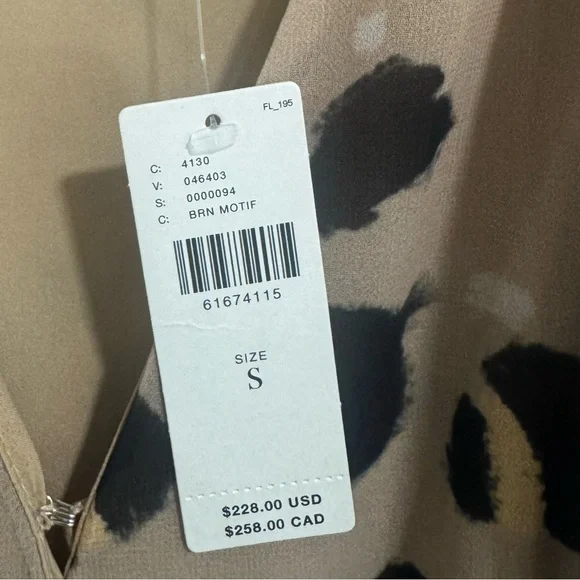 FL_195
C: 4130
V: 046403
S: 0000094
C: BRN MOTIF
61674115
SIZE
S
$228.00 USD
$258.00 CAD